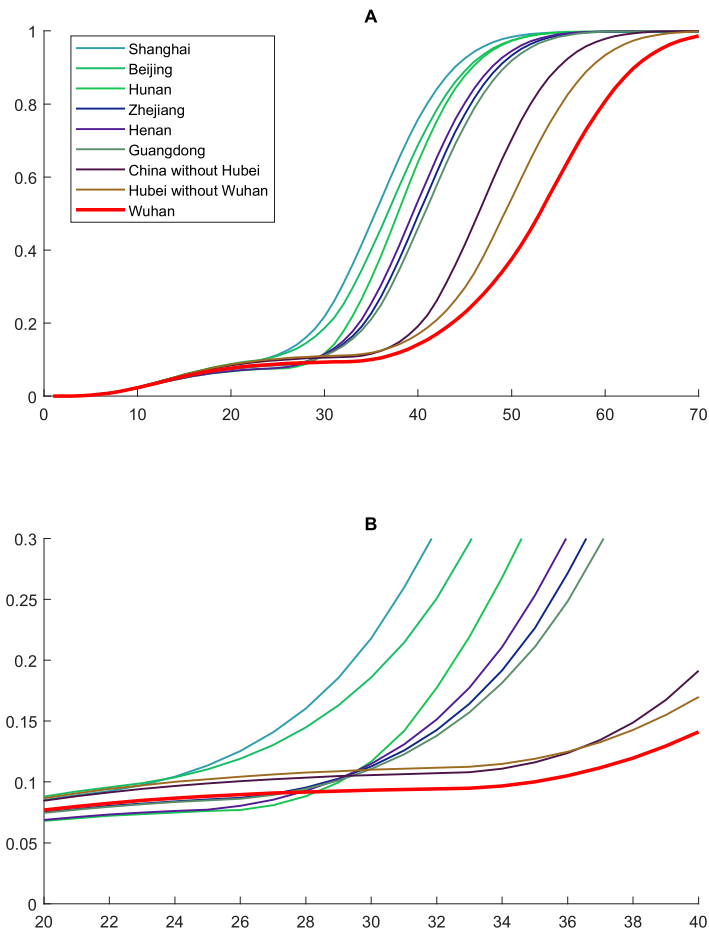 A
1
0.8
0.6
0.4
0.2
0
Shanghai
Beijing
Hunan
Zhejiang
Henan
Guangdong
China without Hubei
Hubei without Wuhan
Wuhan
0 10 20 30 40 50 60 70
B
0.3
0.25
0.2
0.15
0.1
0.05
0
20 22 24 26 28 30 32 34 36 38 40